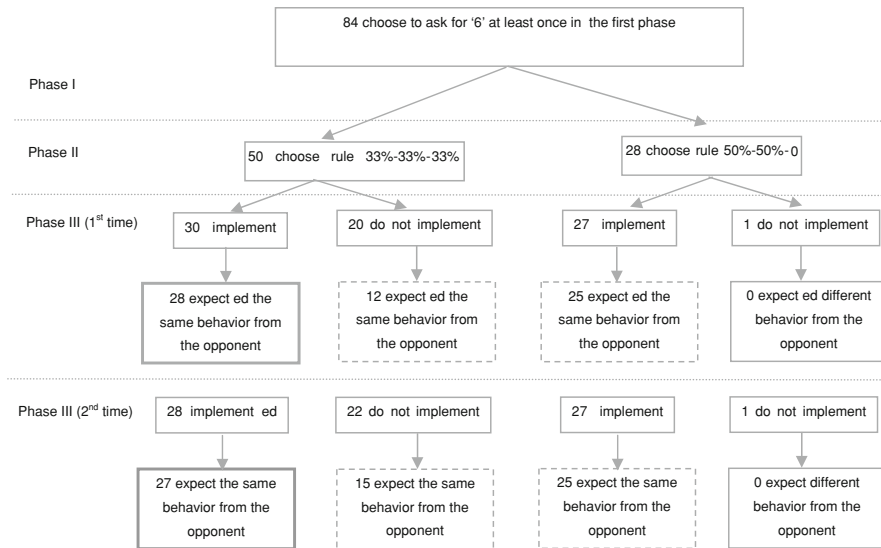 84 choose to ask for '6' at least once in the first phase
Phase I
Phase II
50 choose rule 33%-33%-33%
28 choose rule 50%-50%-0
Phase III (1st time)
30 implement
20 do not implement
27 implement
1 do not implement
28 expect ed the
same behavior from
the opponent
12 expect ed the
same behavior from
the opponent
25 expect ed the
same behavior from
the opponent
0 expect ed different
behavior from the
opponent
Phase III (2nd time)
28 implement ed
22 do not implement
27 implement
1 do not implement
27 expect the same
behavior from the
opponent
15 expect the same
behavior from the
opponent
25 expect the same
behavior from the
opponent
0 expect different
behavior from the
opponent